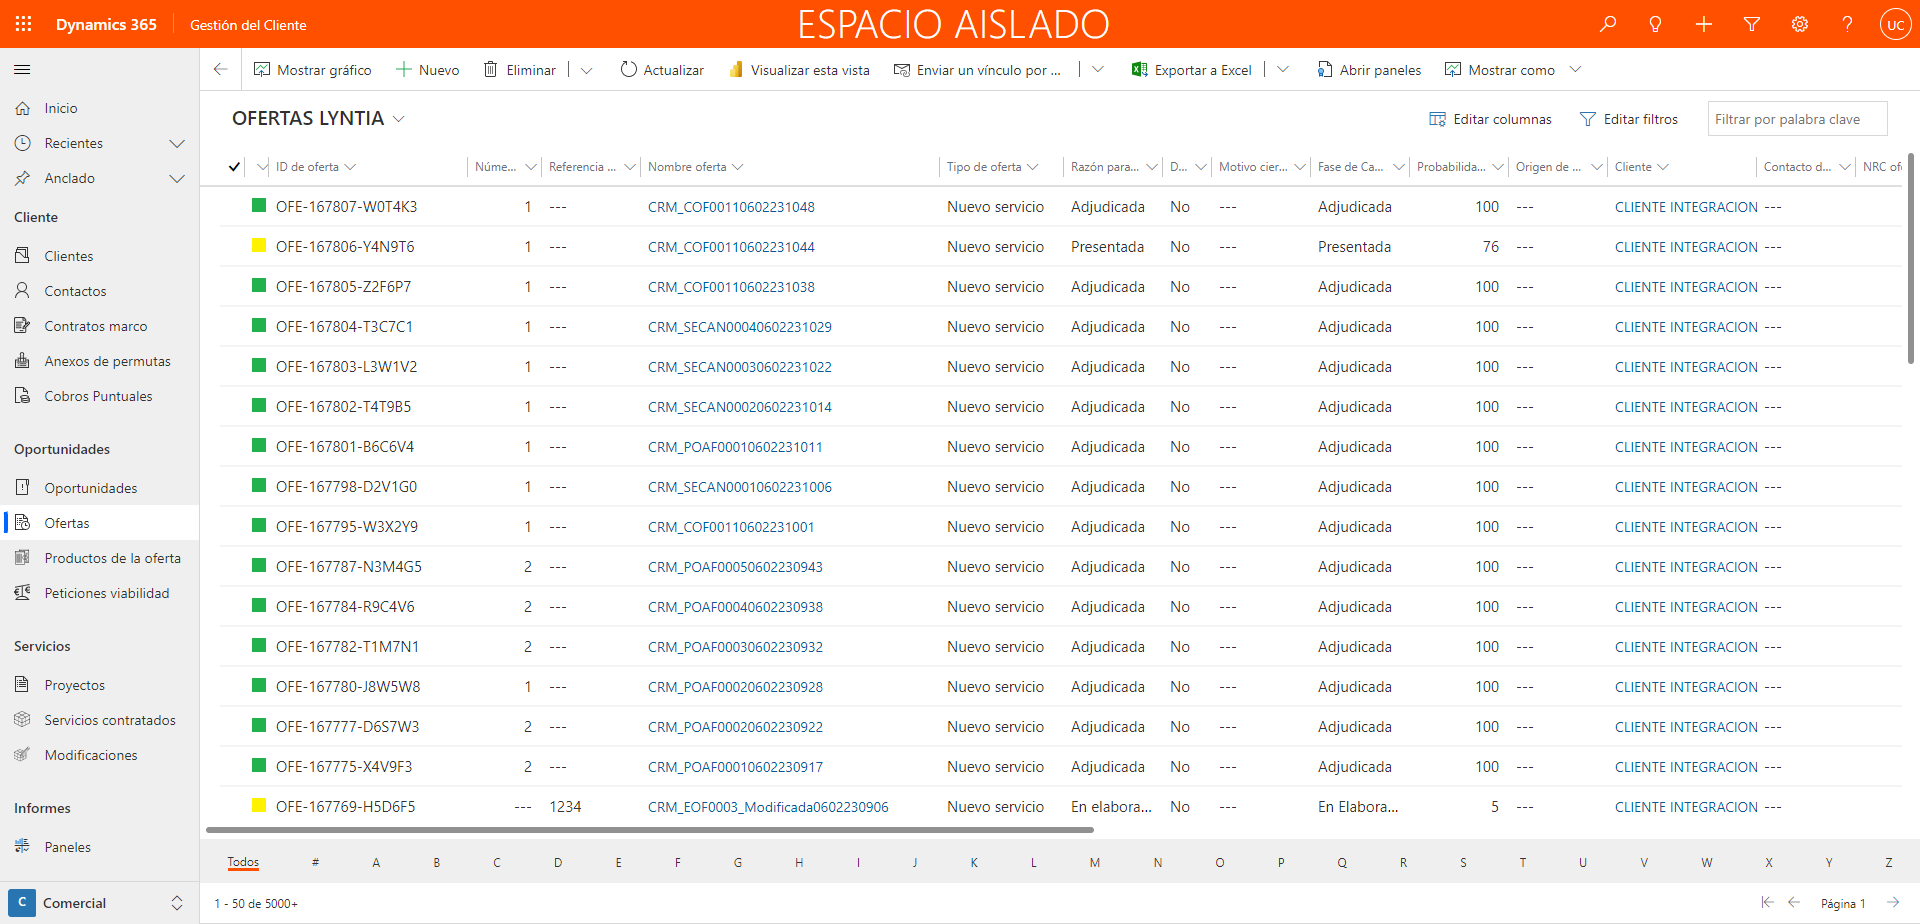 Dynamics 365
Gestión del Cliente
ESPACIO AISLADO
UC
Mostrar gráfico
Nuevo
Eliminar
Actualizar
Visualizar esta vista
Enviar un vínculo por ...
Exportar a Excel
Abrir paneles
Mostrar como
Inicio
Recientes
Anclado
Cliente
Clientes
Contactos
Contratos marco
Anexos de permutas
Cobros Puntuales
Oportunidades
Oportunidades
Ofertas
Productos de la oferta
Peticiones viabilidad
Servicios
Proyectos
Servicios contratados
Modificaciones
Informes
Paneles
C Comercial
OFERTAS LYNTIA
Editar columnas
Editar filtros
Filtrar por palabra clave
ID de oferta Núme... Referencia ... Nombre oferta Tipo de oferta Razón para... D... Motivo cier... Fase de Ca... Probabilida... Origen de ... Cliente Contacto d... NRC of
OFE-167807-W0T4K3 1 --- CRM_COF00110602231048 Nuevo servicio Adjudicada No --- Adjudicada 100 --- CLIENTE INTEGRACION ---
OFE-167806-Y4N9T6 1 --- CRM_COF00110602231044 Nuevo servicio Presentada No --- Presentada 76 --- CLIENTE INTEGRACION ---
OFE-167805-Z2F6P7 1 --- CRM_COF00110602231038 Nuevo servicio Adjudicada No --- Adjudicada 100 --- CLIENTE INTEGRACION ---
OFE-167804-T3C7C1 1 --- CRM_SECAN00040602231029 Nuevo servicio Adjudicada No --- Adjudicada 100 --- CLIENTE INTEGRACION ---
OFE-167803-L3W1V2 1 --- CRM_SECAN00030602231022 Nuevo servicio Adjudicada No --- Adjudicada 100 --- CLIENTE INTEGRACION ---
OFE-167802-T4T9B5 1 --- CRM_SECAN00020602231014 Nuevo servicio Adjudicada No --- Adjudicada 100 --- CLIENTE INTEGRACION ---
OFE-167801-B6C6V4 1 --- CRM_POAF00010602231011 Nuevo servicio Adjudicada No --- Adjudicada 100 --- CLIENTE INTEGRACION ---
OFE-167798-D2V1G0 1 --- CRM_SECAN00010602231006 Nuevo servicio Adjudicada No --- Adjudicada 100 --- CLIENTE INTEGRACION ---
OFE-167795-W3X2Y9 1 --- CRM_COF00110602231001 Nuevo servicio Adjudicada No --- Adjudicada 100 --- CLIENTE INTEGRACION ---
OFE-167787-N3M4G5 2 --- CRM_POAF00050602230943 Nuevo servicio Adjudicada No --- Adjudicada 100 --- CLIENTE INTEGRACION ---
OFE-167784-R9C4V6 2 --- CRM_POAF00040602230938 Nuevo servicio Adjudicada No --- Adjudicada 100 --- CLIENTE INTEGRACION ---
OFE-167782-T1M7N1 2 --- CRM_POAF00030602230932 Nuevo servicio Adjudicada No --- Adjudicada 100 --- CLIENTE INTEGRACION ---
OFE-167780-J8W5W8 1 --- CRM_POAF00020602230928 Nuevo servicio Adjudicada No --- Adjudicada 100 --- CLIENTE INTEGRACION ---
OFE-167777-D6S7W3 2 --- CRM_POAF00020602230922 Nuevo servicio Adjudicada No --- Adjudicada 100 --- CLIENTE INTEGRACION ---
OFE-167775-X4V9F3 2 --- CRM_POAF00010602230917 Nuevo servicio Adjudicada No --- Adjudicada 100 --- CLIENTE INTEGRACION ---
OFE-167769-H5D6F5 --- 1234 CRM_EOF0003_Modificada0602230906 Nuevo servicio En elabora... No --- En Elabora... 5 --- CLIENTE INTEGRACION ---
Todos # A B C D E F G H I J K L M N O P Q R S T U V W X Y Z
1 - 50 de 5000+
Página 1